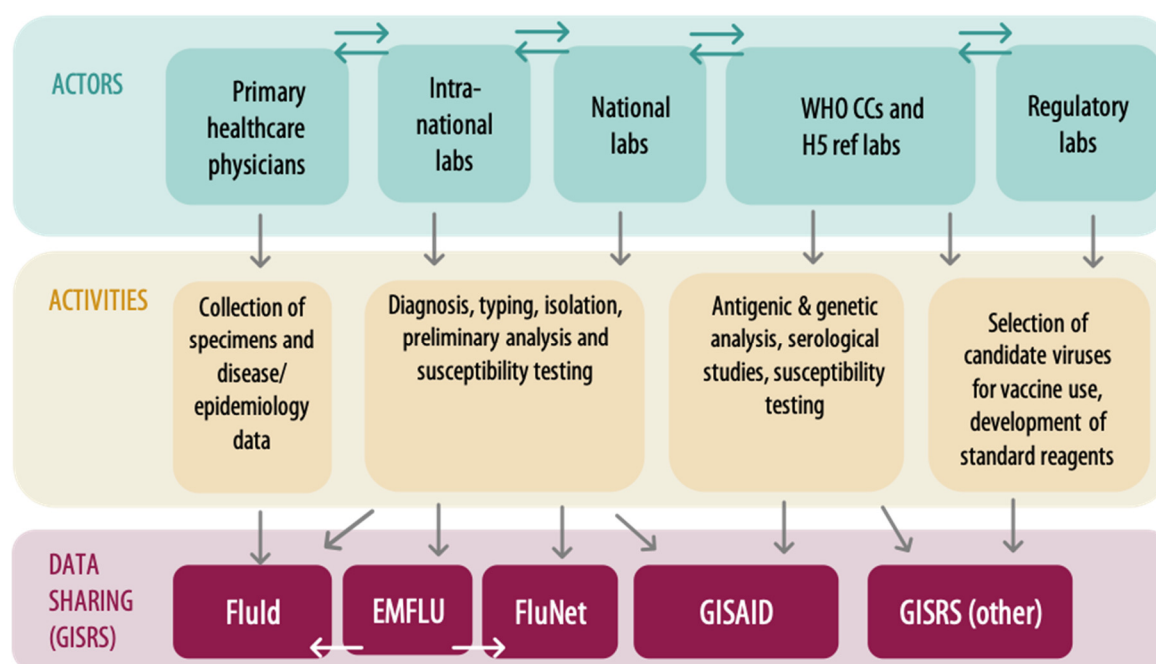 ACTORS
Primary
healthcare
physicians
Intra-
national
labs
National
labs
WHO CCs and
H5 ref labs
Regulatory
labs
ACTIVITIES
Collection of
specimens and
disease/
epidemiology
data
Diagnosis, typing, isolation,
preliminary analysis and
susceptibility testing
Antigenic & genetic
analysis, serological
studies, susceptibility
testing
Selection of
candidate viruses
for vaccine use,
development of
standard reagents
DATA
SHARING
(GISRS)
FluId
EMFLU
FluNet
GISAID
GISRS (other)